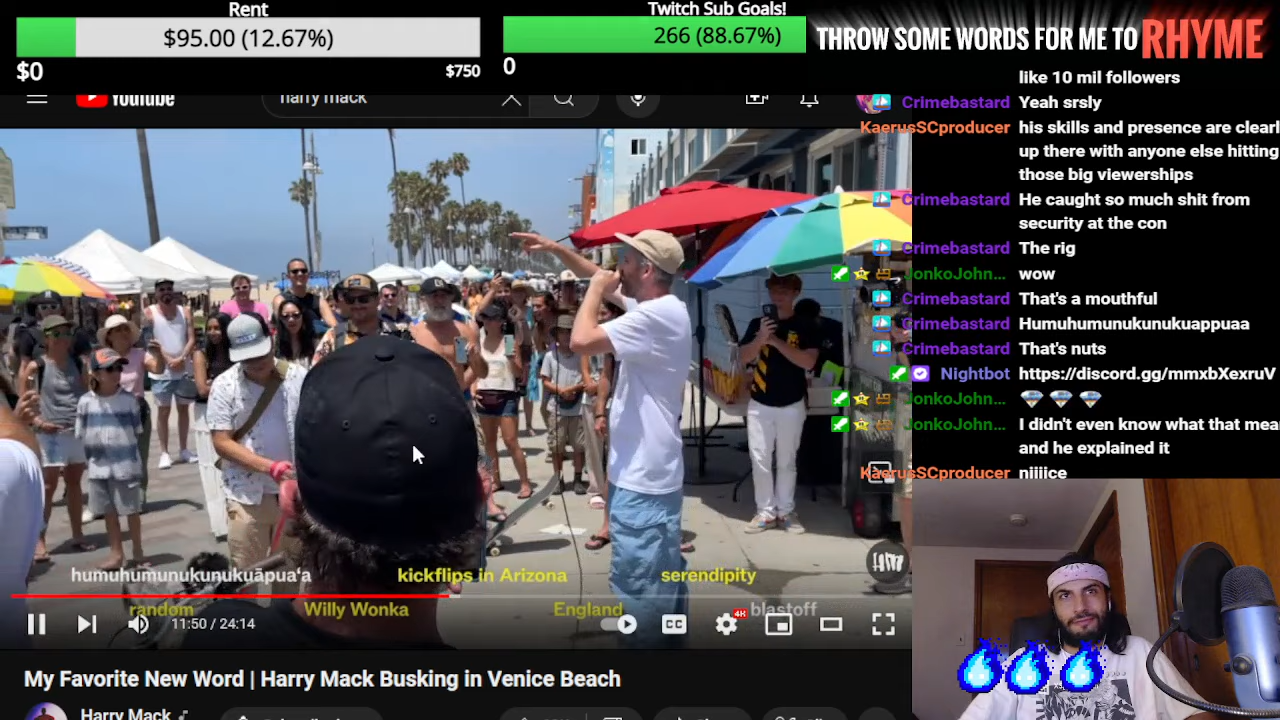 Rent
$95.00 (12.67%)
$0
$750
Twitch Sub Goals!
266 (88.67%)
0
THROW SOME WORDS FOR ME TO RHYME
YouTube
harry mack
like 10 mil followers
Crimebastard Yeah srsly
KaerusSCproducer his skills and presence are clearl
up there with anyone else hitting
those big viewerships
Crimebastard He caught so much shit from
security at the con
Crimebastard The rig
JonkoJohn... wow
Crimebastard That's a mouthful
Crimebastard Humuhumunukunukuappuaa
Crimebastard That's nuts
Nightbot https://discord.gg/mmxbXexruV
JonkoJohn...
JonkoJohn... I didn't even know what that mea
and he explained it
KaerusSCproducer niiiice
humuhumunukunukuāpuaʻa
kickflips in Arizona
serendipity
random
Willy Wonka
England
blastoff
11:50 / 24:14
CC
My Favorite New Word | Harry Mack Busking in Venice Beach
Harry Mack